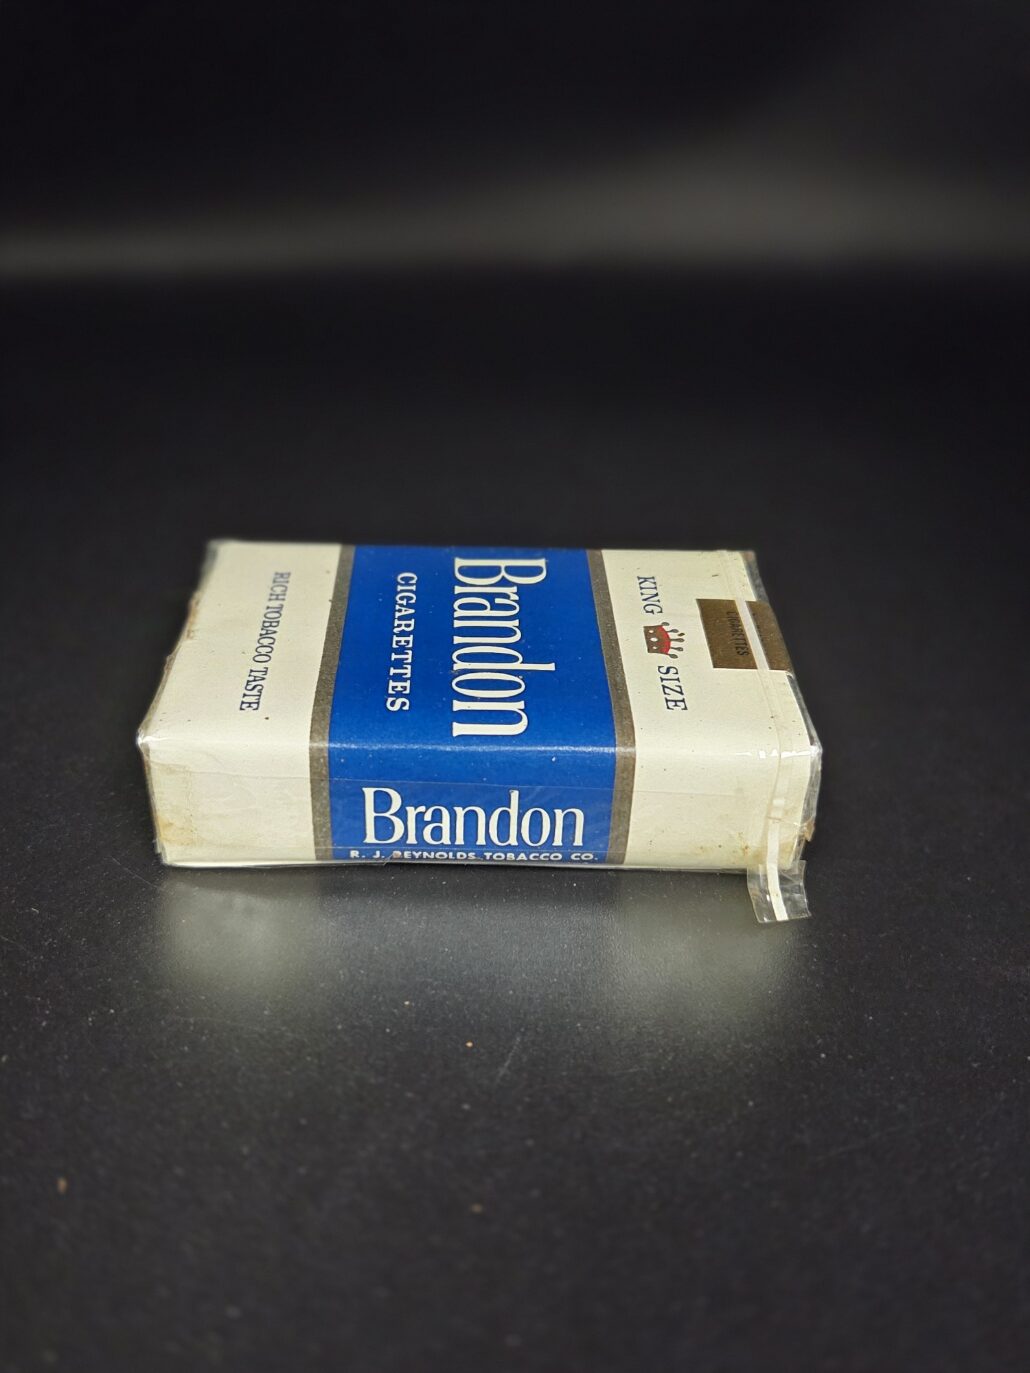 KING SIZE
CIGARETTES
Brandon
CIGARETTES
RICH TOBACCO TASTE
Brandon
R. J. REYNOLDS TOBACCO CO.